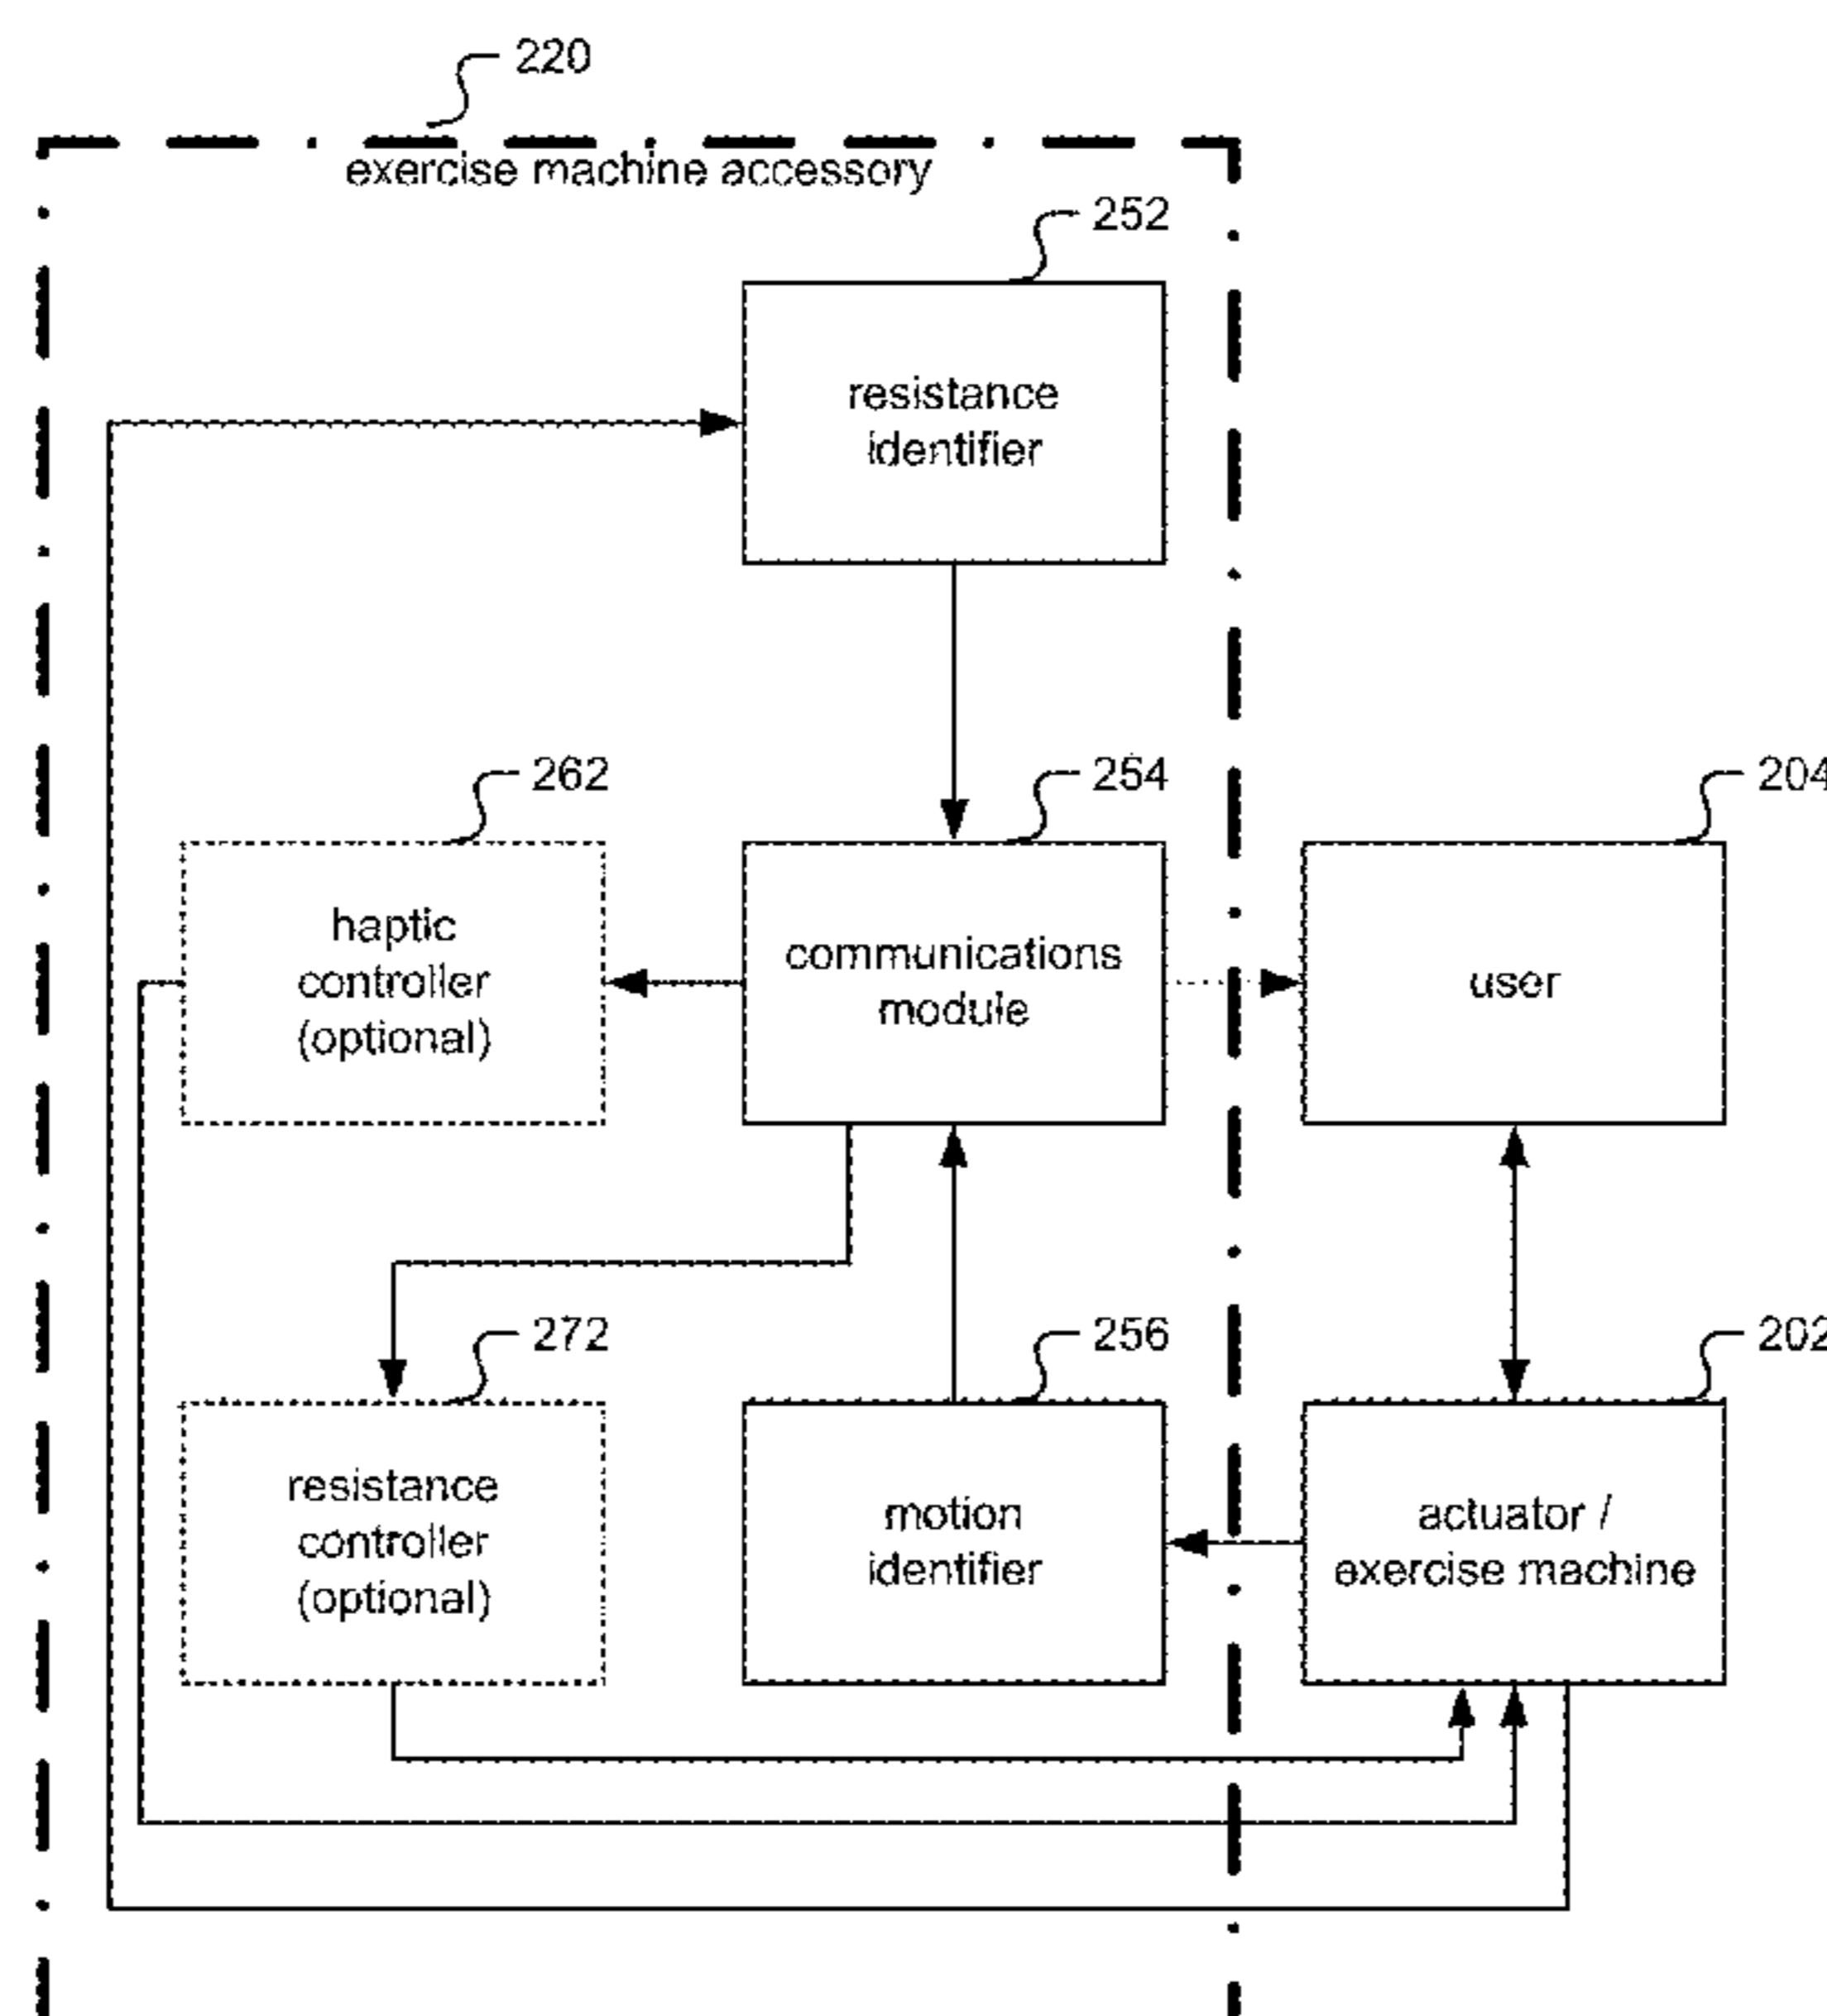 220
exercise machine accessory
252
resistance
identifier
262
254
204
haptic
controller
(optional)
communications
module
user
272
256
202
resistance
controller
(optional)
motion
identifier
actuator /
exercise machine